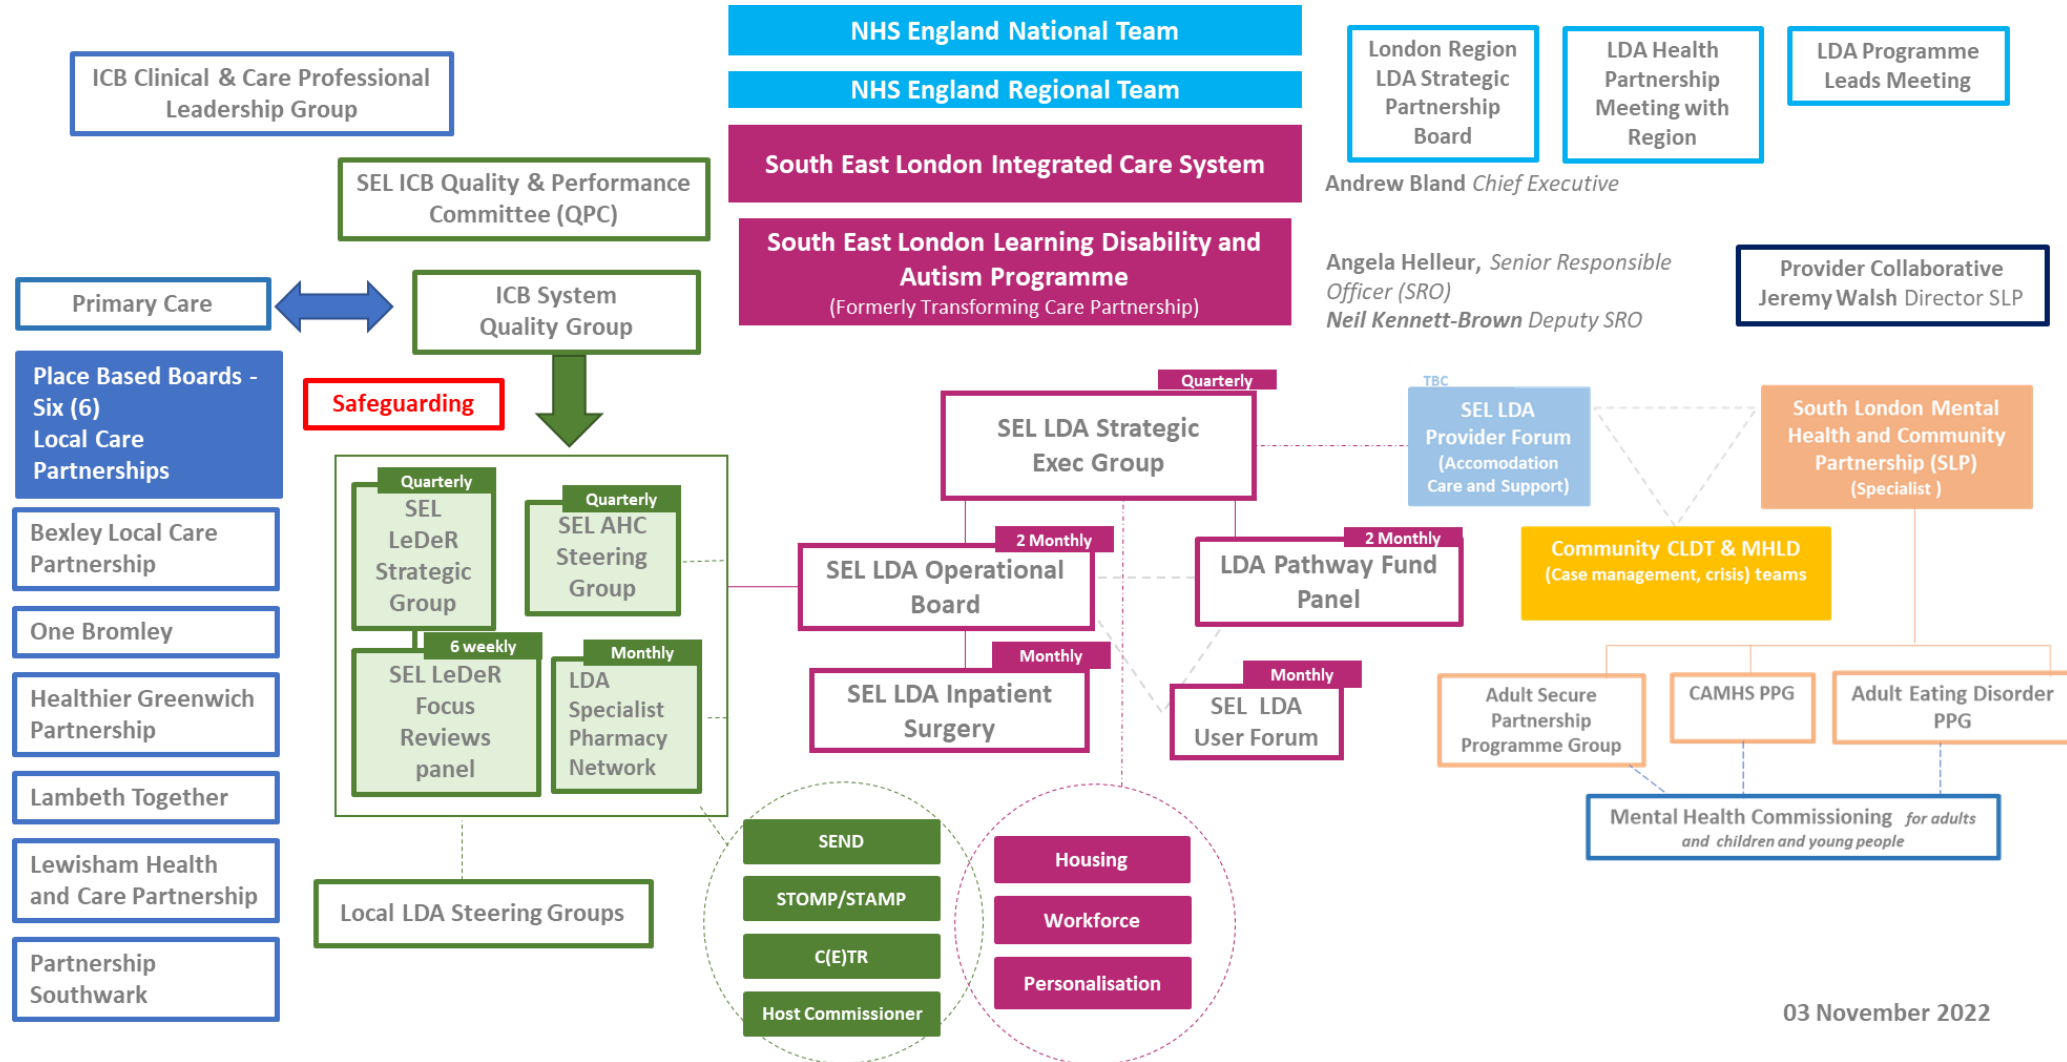 NHS England National Team
NHS England Regional Team
South East London Integrated Care System
South East London Learning Disability and
Autism Programme
(Formerly Transforming Care Partnership)
ICB Clinical & Care Professional
Leadership Group
SEL ICB Quality & Performance
Committee (QPC)
London Region
LDA Strategic
Partnership
Board
LDA Health
Partnership
Meeting with
Region
LDA Programme
Leads Meeting
Andrew Bland Chief Executive
Angela Helleur, Senior Responsible
Officer (SRO)
Neil Kennett-Brown Deputy SRO
Provider Collaborative
Jeremy Walsh Director SLP
Primary Care
ICB System
Quality Group
Place Based Boards -
Six (6)
Local Care
Partnerships
Safeguarding
Bexley Local Care
Partnership
One Bromley
Healthier Greenwich
Partnership
Lambeth Together
Lewisham Health
and Care Partnership
Partnership
Southwark
Quarterly
SEL
LeDeR
Strategic
Group
Quarterly
SEL AHC
Steering
Group
6 weekly
SEL LeDeR
Focus
Reviews
panel
Monthly
LDA
Specialist
Pharmacy
Network
Local LDA Steering Groups
Quarterly
SEL LDA Strategic
Exec Group
2 Monthly
SEL LDA Operational
Board
2 Monthly
LDA Pathway Fund
Panel
Monthly
SEL LDA Inpatient
Surgery
Monthly
SEL LDA
User Forum
SEND
STOMP/STAMP
C(E)TR
Host Commissioner
Housing
Workforce
Personalisation
TBC
SEL LDA
Provider Forum
(Accomodation
Care and Support)
South London Mental
Health and Community
Partnership (SLP)
(Specialist )
Community CLDT & MHLD
(Case management, crisis) teams
Adult Secure
Partnership
Programme Group
CAMHS PPG
Adult Eating Disorder
PPG
Mental Health Commissioning for adults
and children and young people
03 November 2022